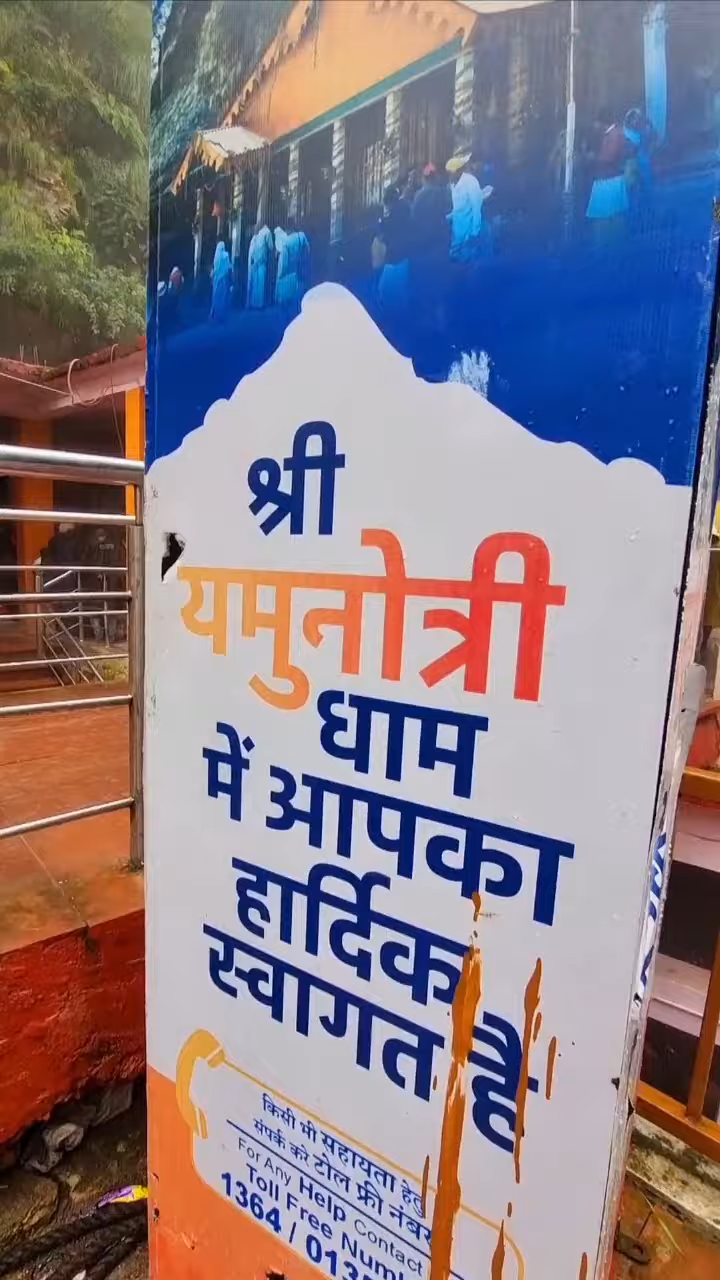 श्री
यमुनोत्री
धाम
में आपका
हार्दिक
स्वागत है
किसी भी सहायता हेतु
संपर्क करे टोल फ्री नंबर
For Any Help Contact
Toll Free
1364 /